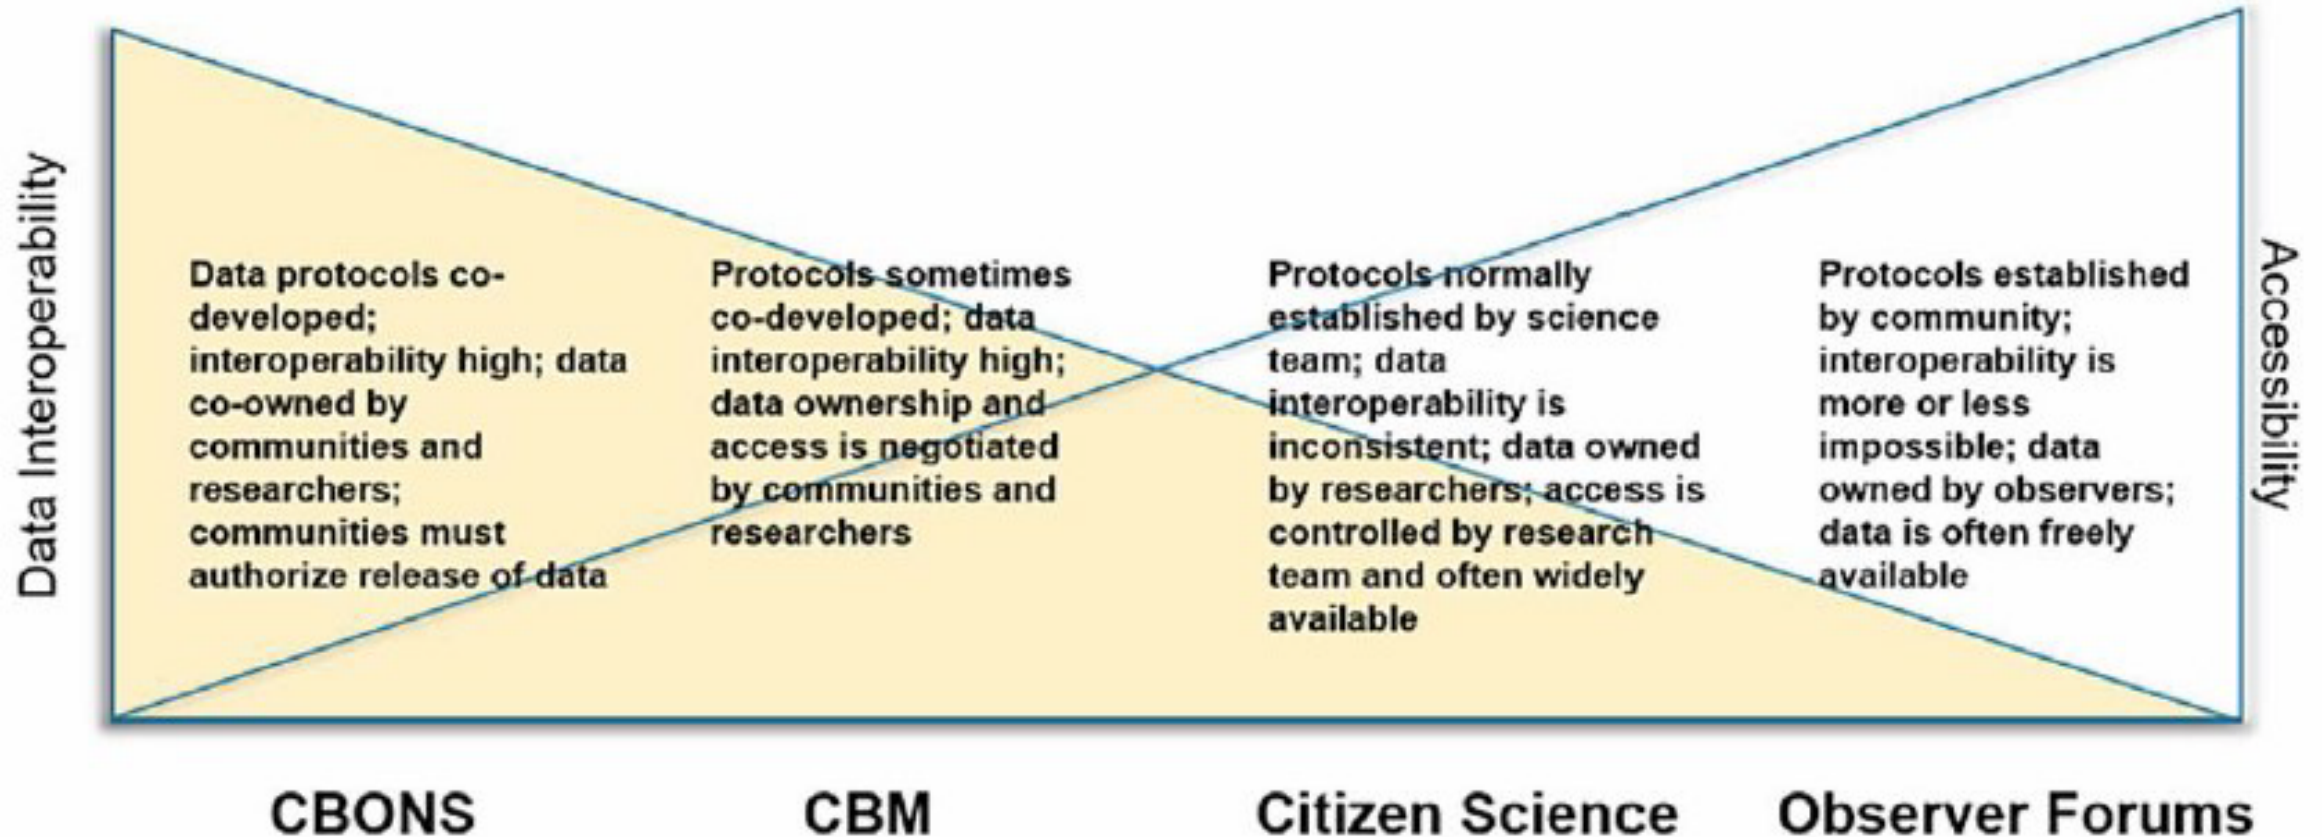 Data Interoperability
Data protocols co-
developed;
interoperability high; data
co-owned by
communities and
researchers;
communities must
authorize release of data
Protocols sometimes
co-developed; data
interoperability high;
data ownership and
access is negotiated
by communities and
researchers
Protocols normally
established by science
team; data
interoperability is
inconsistent; data owned
by researchers; access is
controlled by research
team and often widely
available
Protocols established
by community;
interoperability is
more or less
impossible; data
owned by observers;
data is often freely
available
Accessibility
CBONS
CBM
Citizen Science
Observer Forums